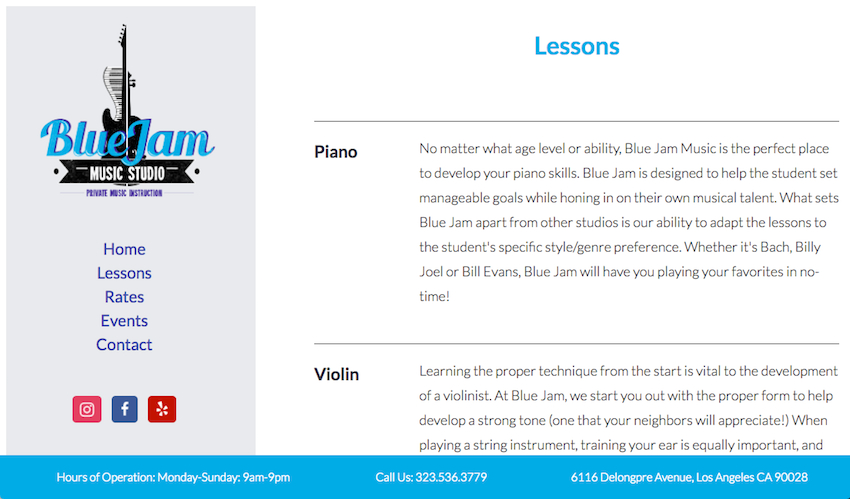 Blue Jam
MUSIC STUDIO
PRIVATE MUSIC INSTRUCTION
Home
Lessons
Rates
Events
Contact
Lessons
Piano
No matter what age level or ability, Blue Jam Music is the perfect place
to develop your piano skills. Blue Jam is designed to help the student set
manageable goals while honing in on their own musical talent. What sets
Blue Jam apart from other studios is our ability to adapt the lessons to
the student's specific style/genre preference. Whether it's Bach, Billy
Joel or Bill Evans, Blue Jam will have you playing your favorites in no-
time!
Violin
Learning the proper technique from the start is vital to the development
of a violinist. At Blue Jam, we start you out with the proper form to help
develop a strong tone (one that your neighbors will appreciate!) When
playing a string instrument, training your ear is equally important, and
Hours of Operation: Monday-Sunday: 9am-9pm
Call Us: 323.536.3779
6116 Delongpre Avenue, Los Angeles CA 90028